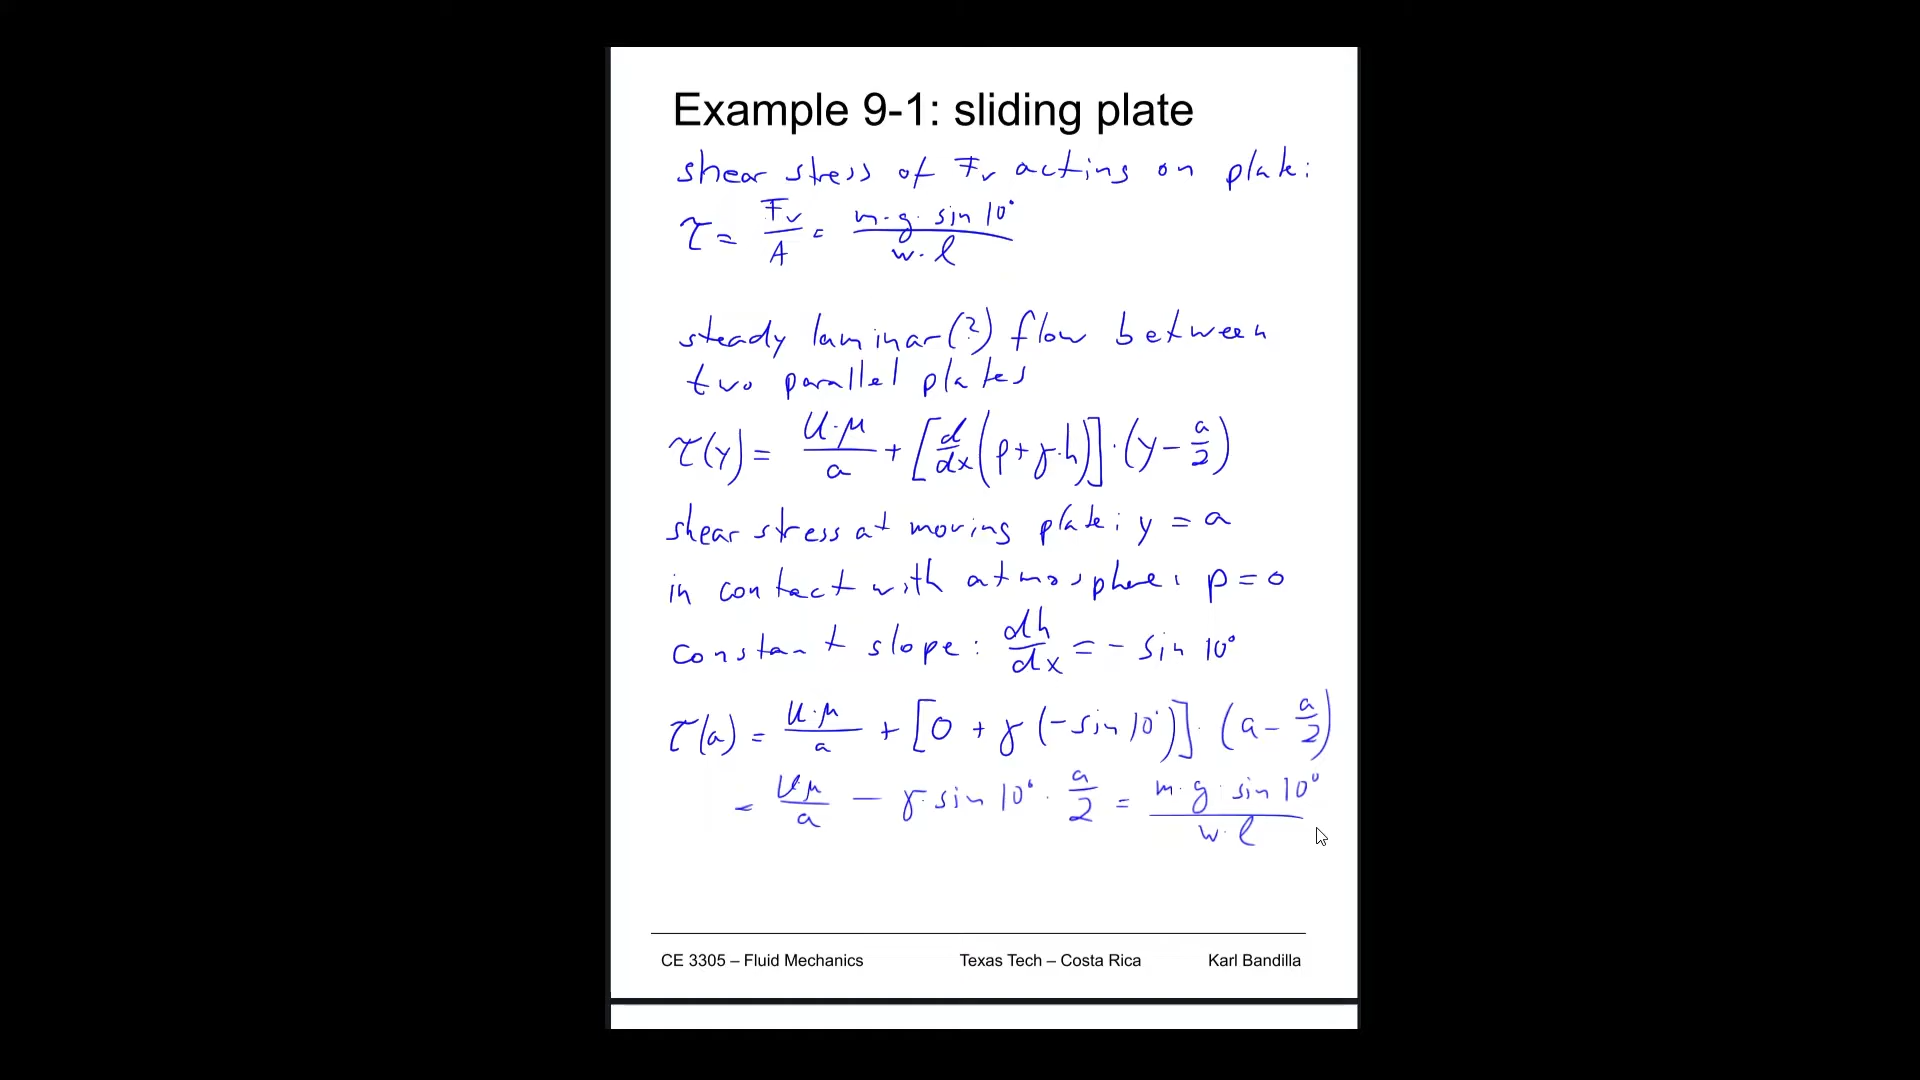 Example 9-1: sliding plate
shear stress of Fv acting on plate:
τ = Fv/A = m·g·sin 10°/w·l
steady laminar(?) flow between
two parallel plates
τ(y) = U·μ/a + [d/dx(p+γ·h)]·(y-a/2)
shear stress at moving plate: y = a
in contact with atmosphere: p = 0
constant slope: dh/dx = - sin 10°
τ(a) = U·μ/a + [0 + γ(-sin 10°)]·(a-a/2)
= U·μ/a - γ·sin 10°·a/2 = m·g·sin 10°/w·l
CE 3305 – Fluid Mechanics Texas Tech – Costa Rica Karl Bandilla